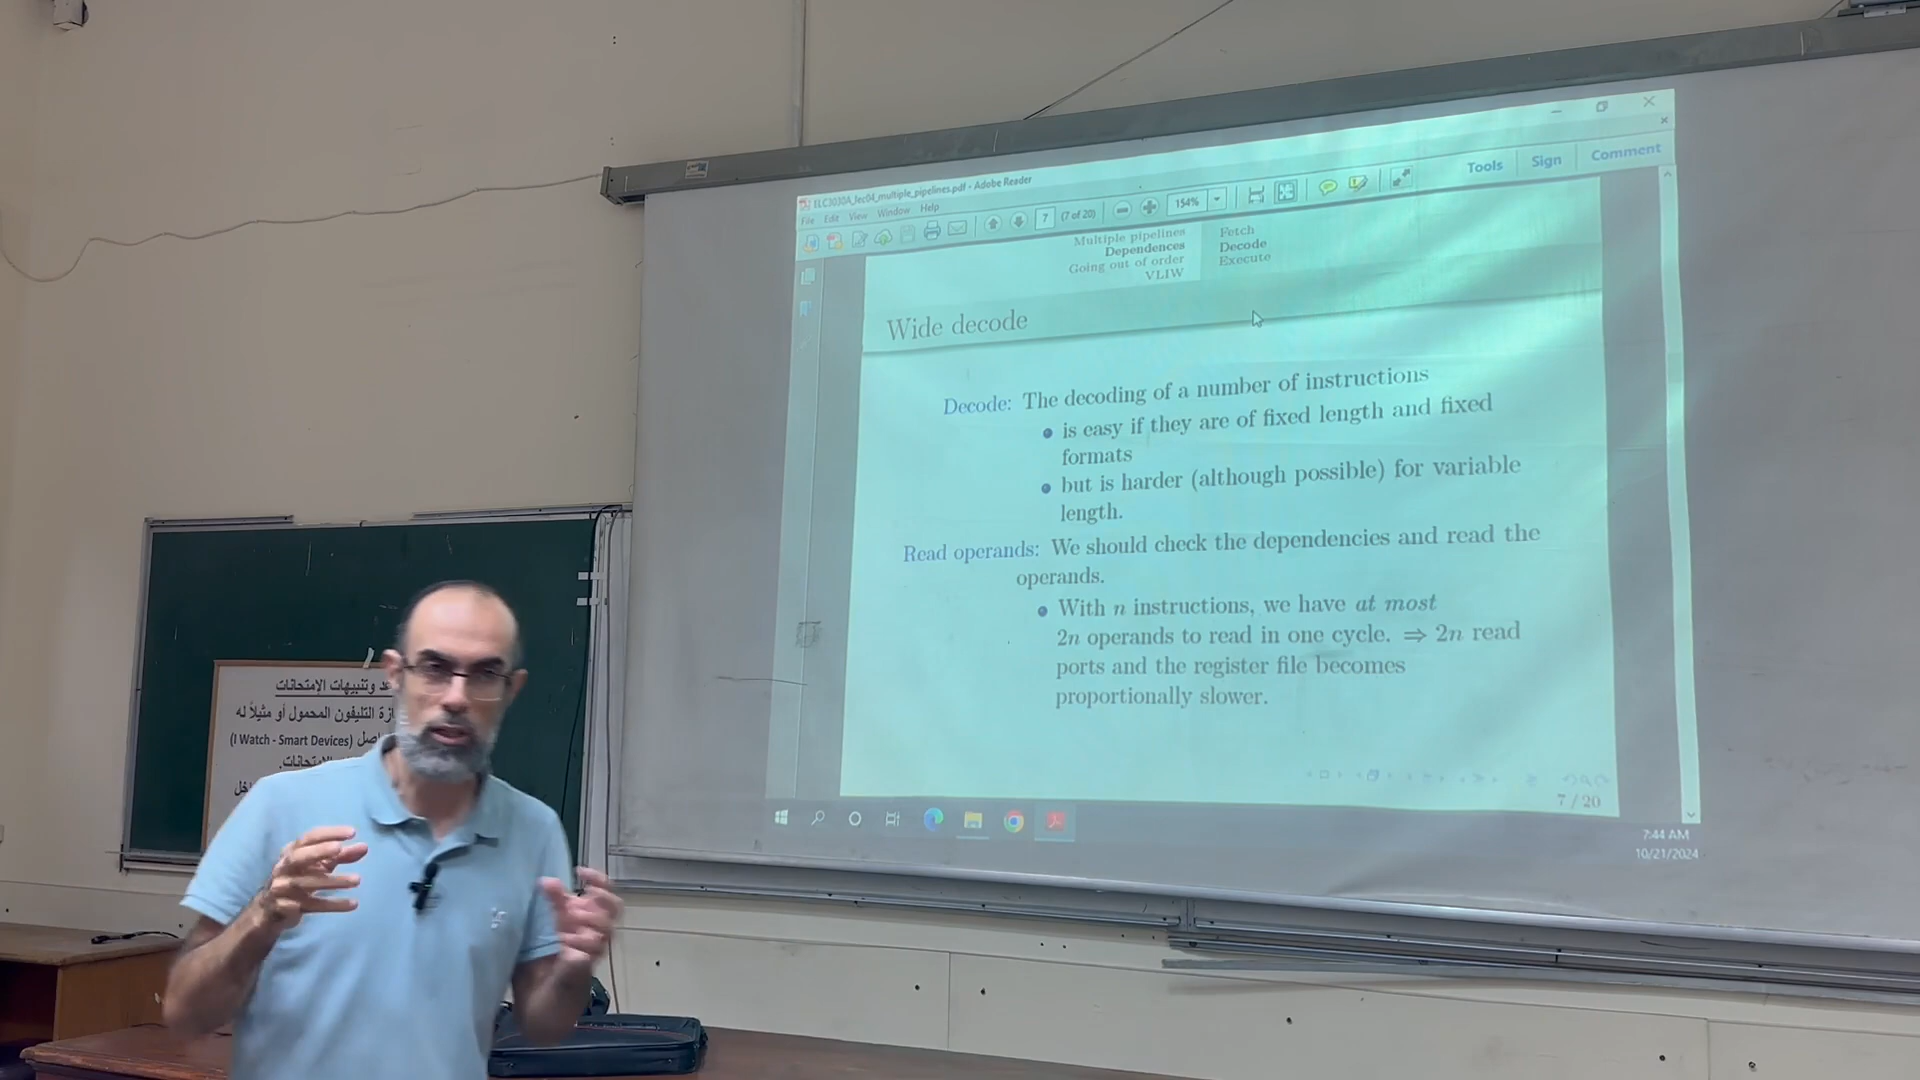 ELC3030A_lec04_multiple_pipelines.pdf - Adobe Reader
File Edit View Window Help
7 (7 of 20) 154% Tools Sign Comment
Multiple pipelines
Dependences
Going out of order
VLIW
Fetch
Decode
Execute
Wide decode
Decode: The decoding of a number of instructions
• is easy if they are of fixed length and fixed
formats
• but is harder (although possible) for variable
length.
Read operands: We should check the dependencies and read the
operands.
• With n instructions, we have at most
2n operands to read in one cycle. ⇒ 2n read
ports and the register file becomes
proportionally slower.
7 / 20
7:44 AM
10/21/2024
وتنبيهات الامتحانات
التليفون المحمول أو مثيلاً له
(I Watch - Smart Devices)